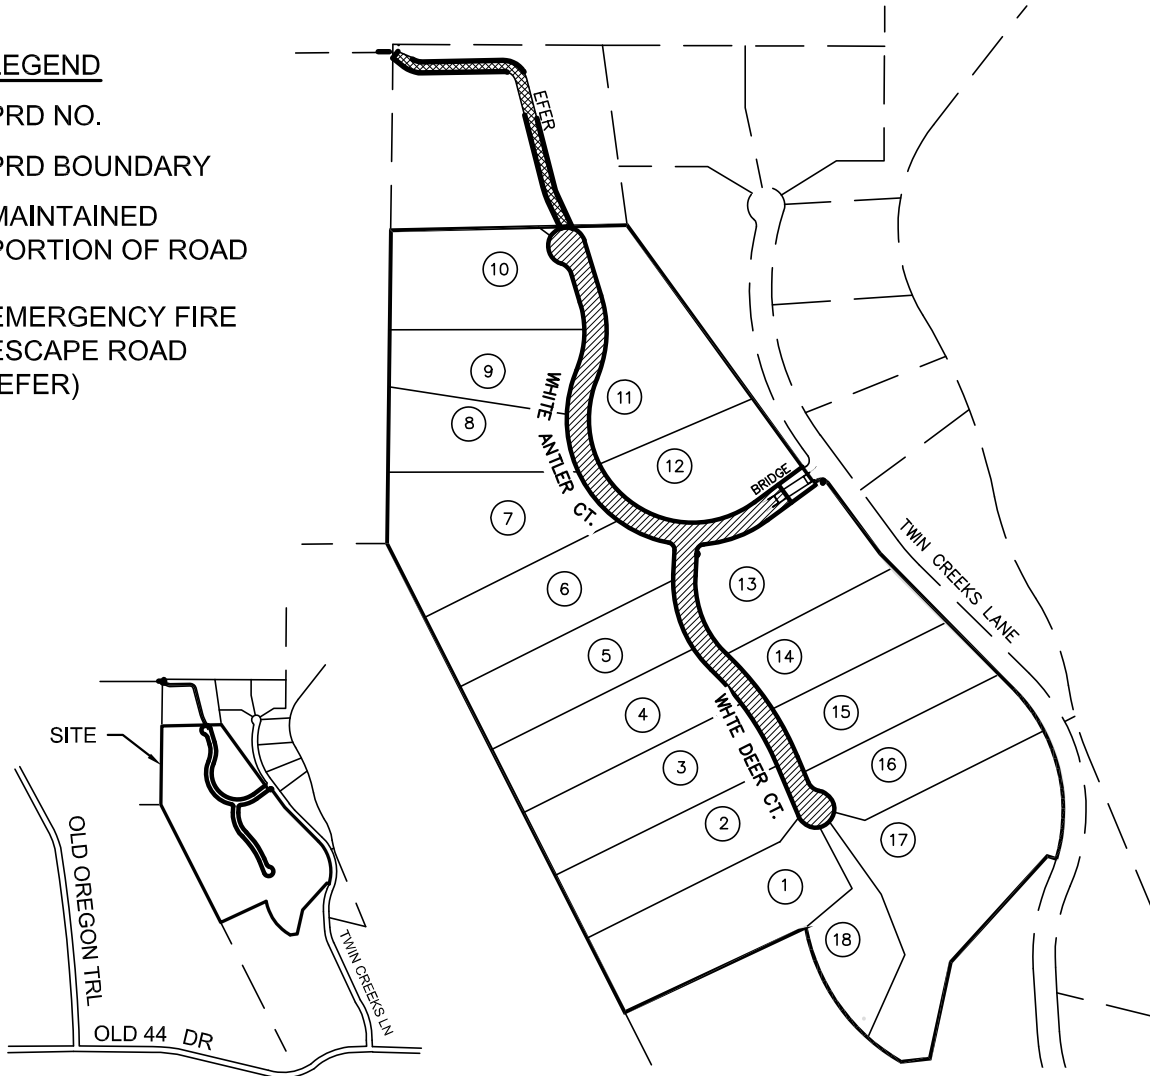 LEGEND
PRD NO.
PRD BOUNDARY
MAINTAINED
PORTION OF ROAD
EMERGENCY FIRE
ESCAPE ROAD
(EFER)
EFER
10
9
8
7
6
5
4
3
2
1
11
12
13
14
15
16
17
18
WHITE ANTLER CT.
BRIDGE
WHTE DEER CT.
TWIN CREEKS LANE
SITE
OLD OREGON TRL
OLD 44 DR
TWIN CREEKS LN